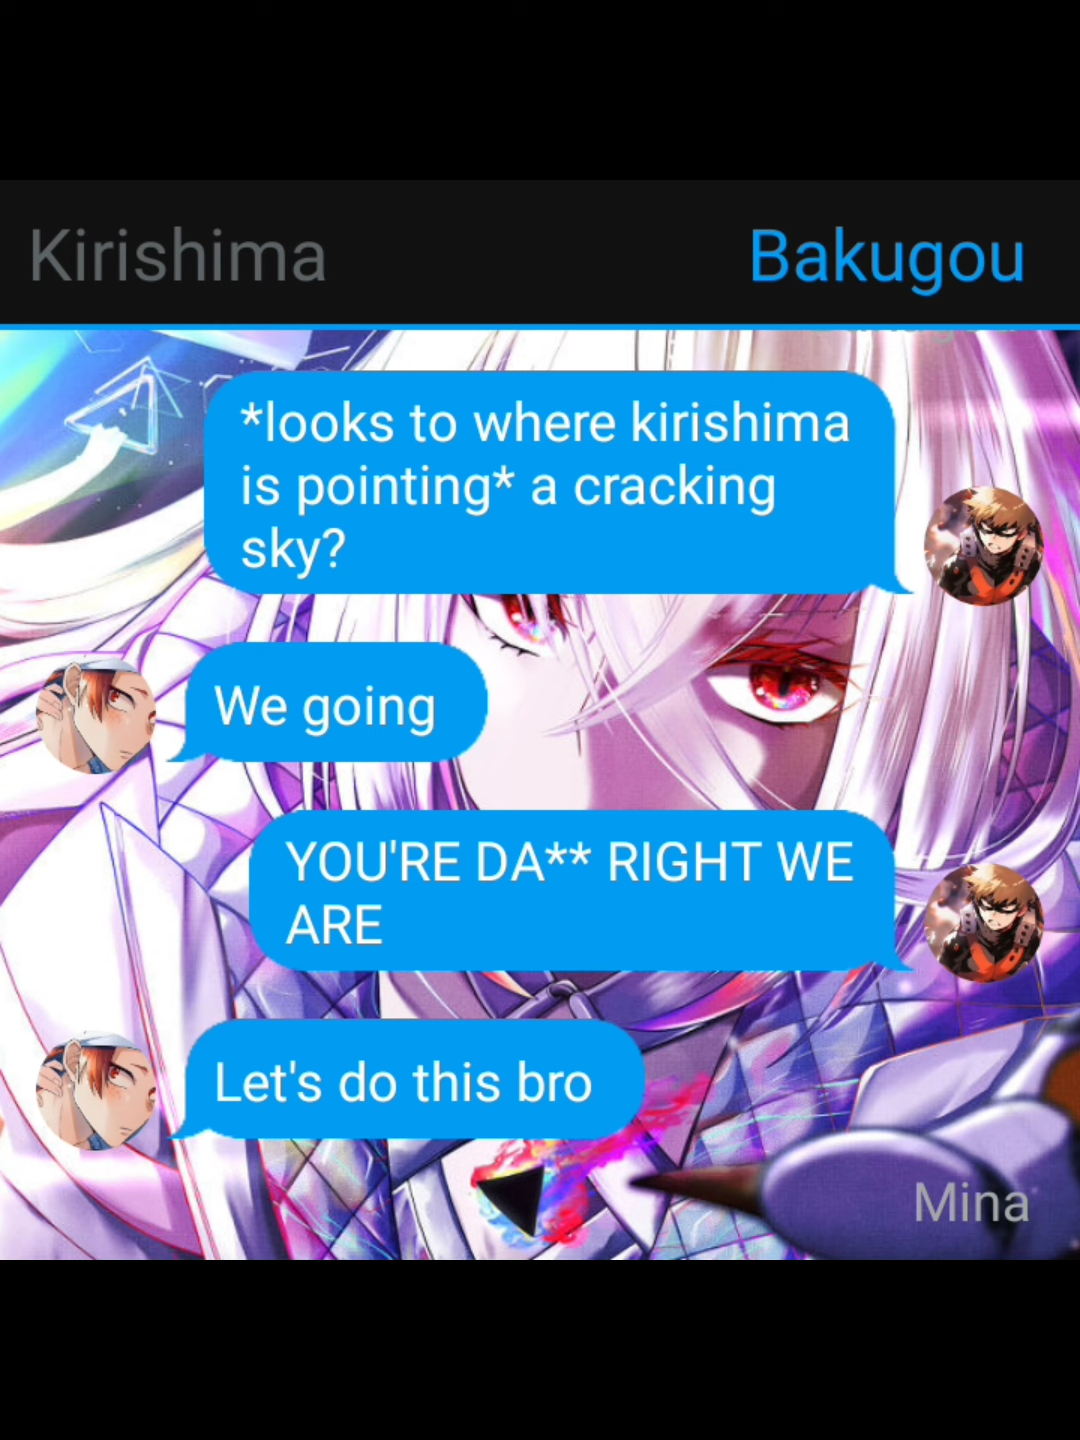 Kirishima
Bakugou
*looks to where kirishima
is pointing* a cracking
sky?
We going
YOU'RE DA** RIGHT WE
ARE
Let's do this bro
Mina